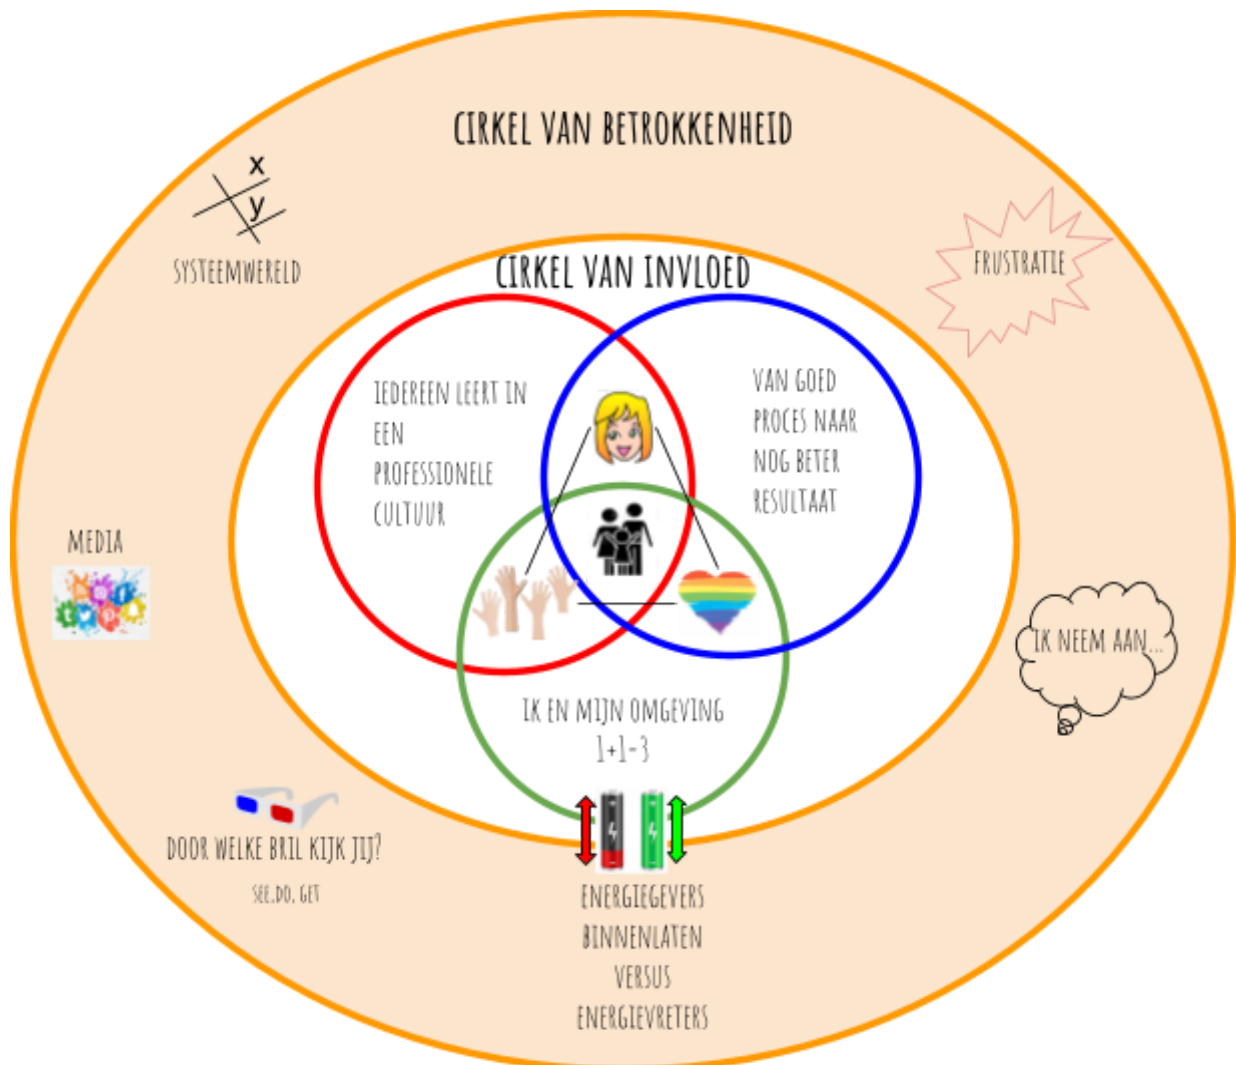 CIRKEL VAN BETROKKENHEID
X
y
SYSTEEMWERELD
FRUSTRATIE
CIRKEL VAN INVLOED
IEDEREEN LEERT IN
EEN
PROFESSIONELE
CULTUUR
VAN GOED
PROCES NAAR
NOG BETER
RESULTAAT
MEDIA
IK NEEM AAN...
IK EN MIJN OMGEVING
1+1=3
DOOR WELKE BRIL KIJK JIJ?
SEE,DO, GET
ENERGIEGEVERS
BINNENLATEN
VERSUS
ENERGIEVRETERS